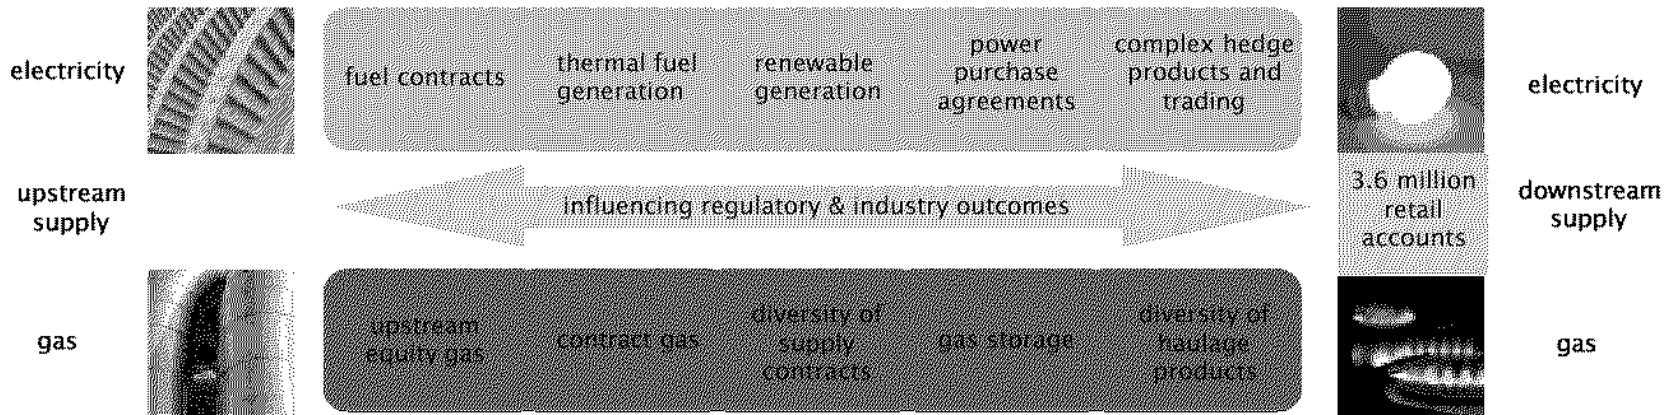 electricity
fuel contracts
thermal fuel
generation
renewable
generation
power
purchase
agreements
complex hedge
products and
trading
electricity
upstream
supply
influencing regulatory & industry outcomes
3.6 million
retail
accounts
downstream
supply
gas
upstream
equity gas
contract gas
diversity of
supply
contracts
gas storage
diversity of
haulage
products
gas